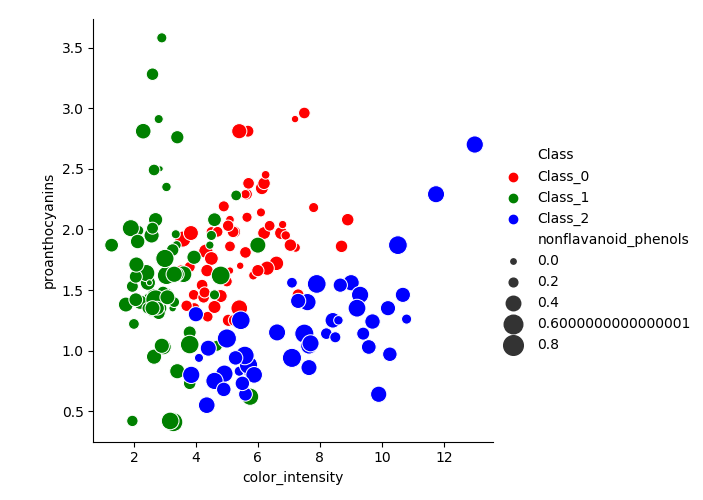 3.5
3.0
2.5
2.0
1.5
1.0
0.5
proanthocyanins
2 4 6 8 10 12
color_intensity
Class
Class_0
Class_1
Class_2
nonflavanoid_phenols
0.0
0.2
0.4
0.6000000000000001
0.8